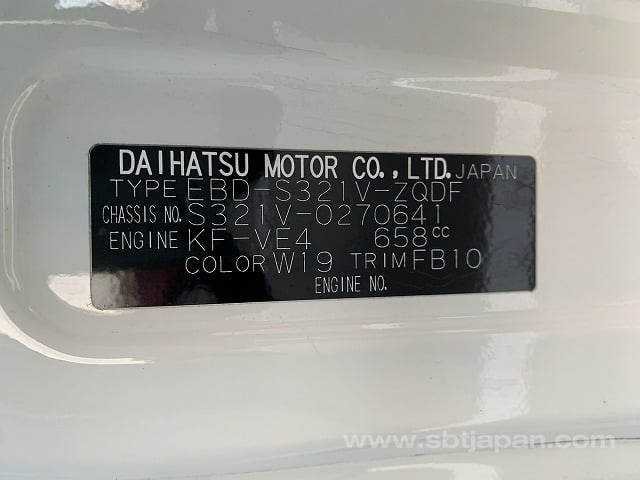 DAIHATSU MOTOR CO.,LTD.JAPAN
TYPE EBD-S321V-ZQDF
CHASSIS NO. S321V-0270641
ENGINE KF-VE4 658cc
COLOR W19 TRIM FB10
ENGINE NO.
www.sbtjapan.com